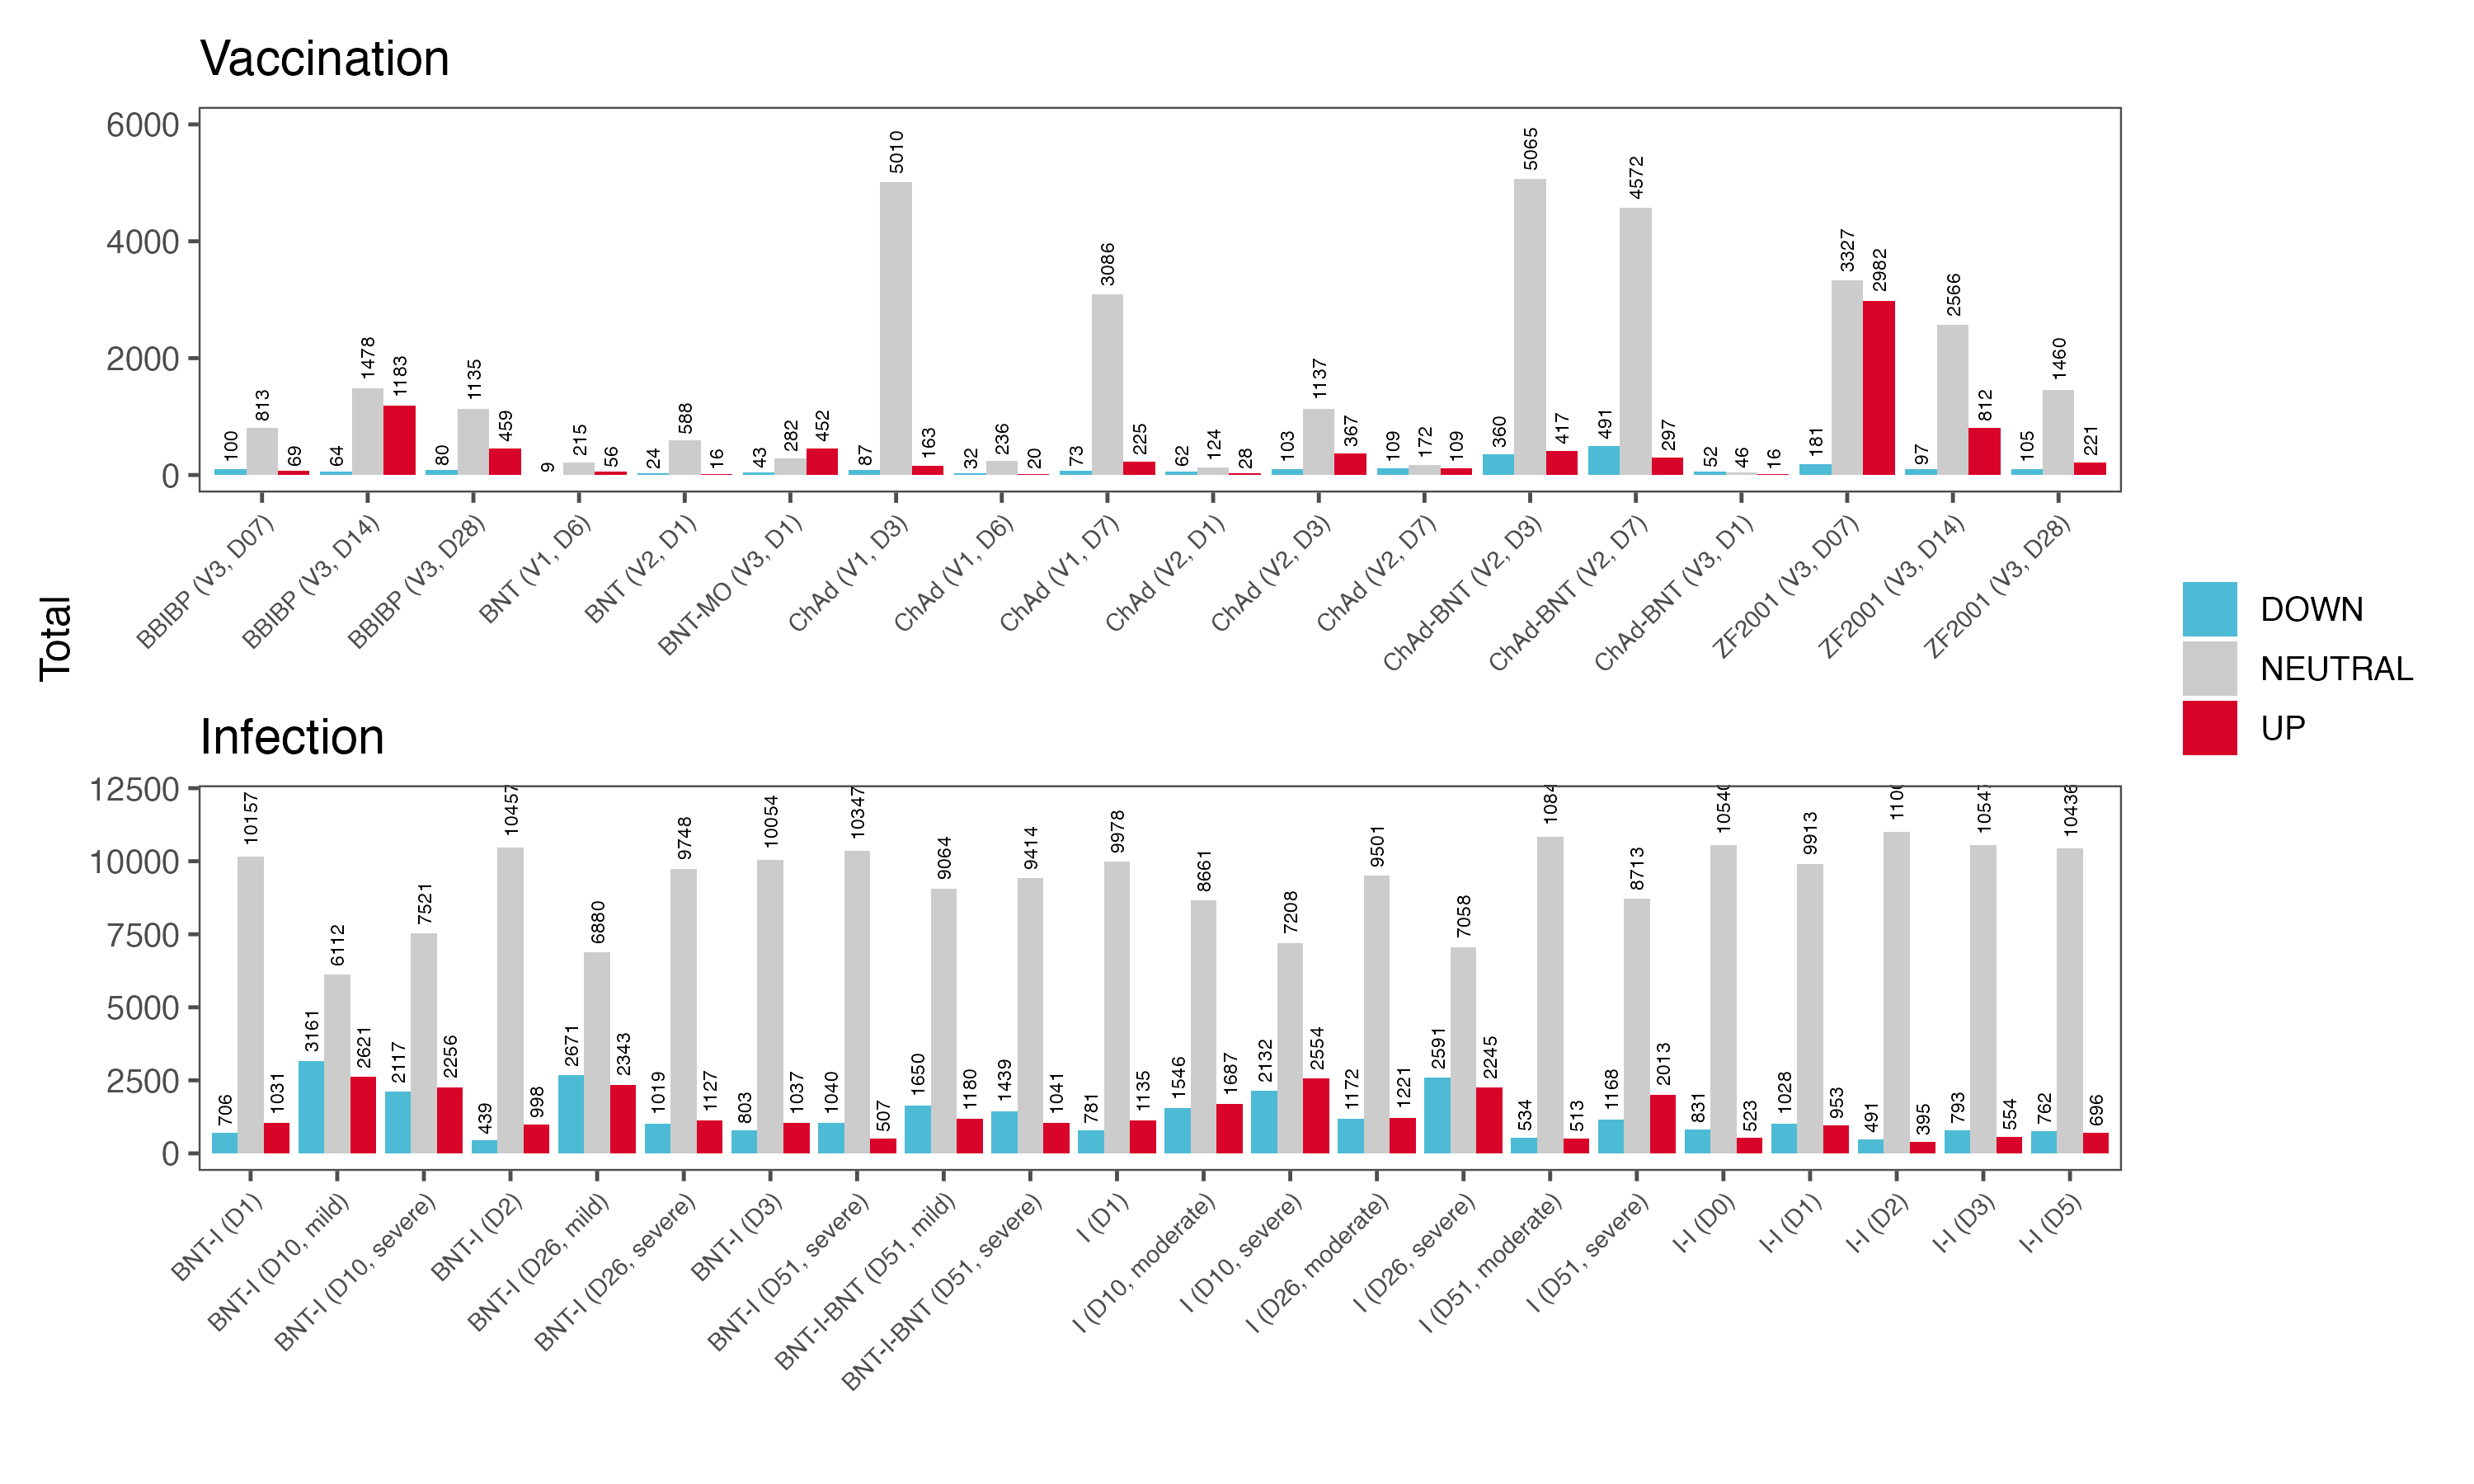 Vaccination
6000
4000
2000
0
100 813 69
64 1478 1183
80 1135 459
9 215 56
24 588 16
43 282 452
87 5010 163
32 236 20
73 3086 225
62 124 28
103 1137 367
109 172 109
360 5065 417
491 4572 297
52 46 16
181 3327 2982
97 2566 812
105 1460 221
BBIBP (V3, D07)
BBIBP (V3, D14)
BBIBP (V3, D28)
BNT (V1, D6)
BNT (V2, D1)
BNT-MO (V3, D1)
ChAd (V1, D3)
ChAd (V1, D6)
ChAd (V1, D7)
ChAd (V2, D1)
ChAd (V2, D3)
ChAd (V2, D7)
ChAd-BNT (V2, D3)
ChAd-BNT (V2, D7)
ChAd-BNT (V3, D1)
ZF2001 (V3, D07)
ZF2001 (V3, D14)
ZF2001 (V3, D28)
Total
DOWN
NEUTRAL
UP
Infection
12500
10000
7500
5000
2500
0
706 10157 1031
3161 6112 2621
2117 7521 2256
439 10457 998
2671 6880 2343
1019 9748 1127
803 10054 1037
1040 10347 507
1650 9064 1180
1439 9414 1041
781 9978 1135
1546 8661 1687
2132 7208 2554
1172 9501 1221
2591 7058 2245
534 513
1168 8713 2013
831 10540 523
1028 9913 953
491 395
793 10547 554
762 10436 696
BNT-I (D1)
BNT-I (D10, mild)
BNT-I (D10, severe)
BNT-I (D2)
BNT-I (D26, mild)
BNT-I (D26, severe)
BNT-I (D3)
BNT-I (D51, severe)
BNT-I-BNT (D51, mild)
BNT-I-BNT (D51, severe)
I (D1)
I (D10, moderate)
I (D10, severe)
I (D26, moderate)
I (D26, severe)
I (D51, moderate)
I (D51, severe)
I-I (D0)
I-I (D1)
I-I (D2)
I-I (D3)
I-I (D5)